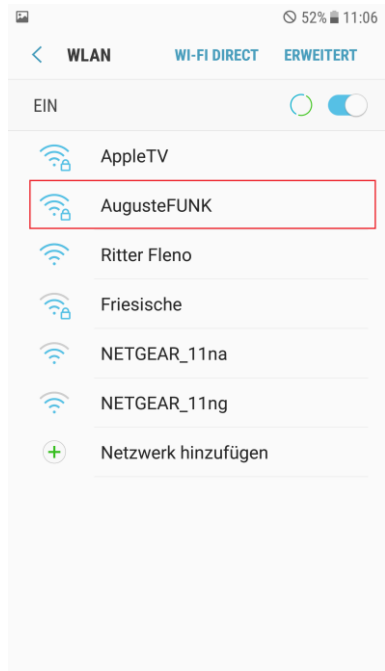 52% 11:06
WLAN WI-FI DIRECT ERWEITERT
EIN
AppleTV
AugusteFUNK
Ritter Fleno
Friesische
NETGEAR_11na
NETGEAR_11ng
Netzwerk hinzufügen